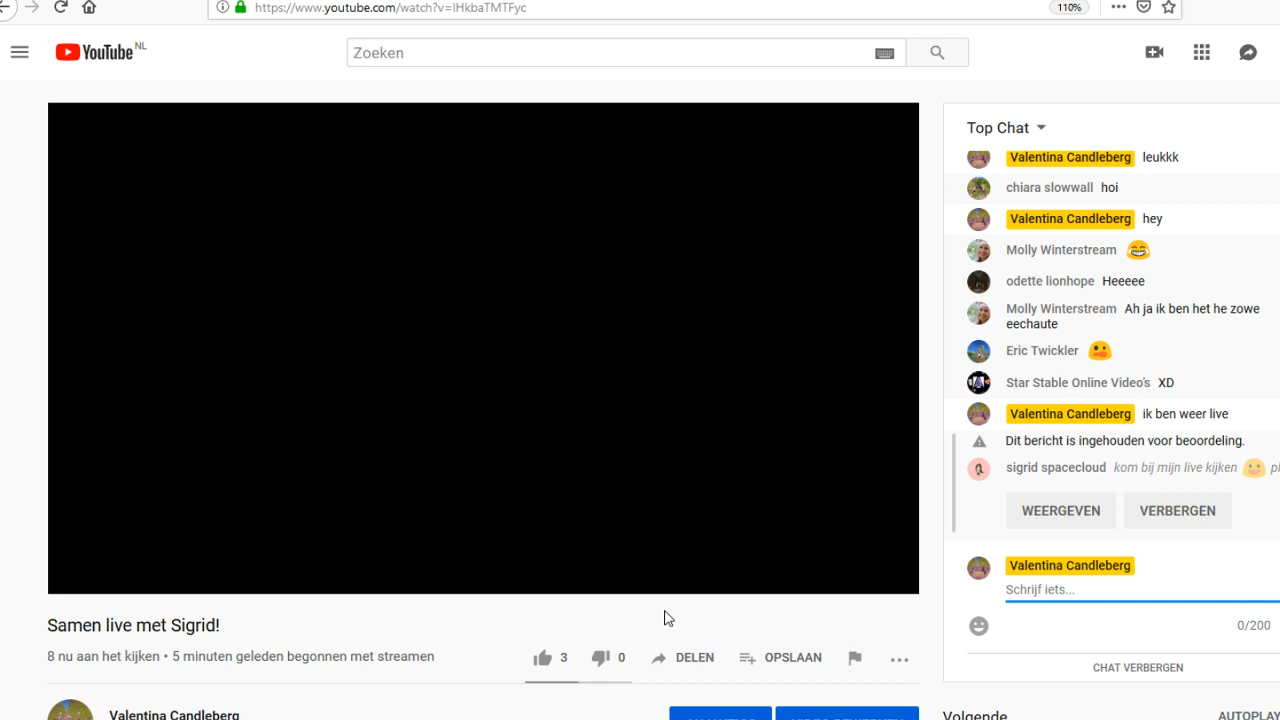 https://www.youtube.com/watch?v=lHkbaTMTFyc
110%
YouTube NL
Zoeken
Top Chat
Valentina Candleberg leukkk
chiara slowwall hoi
Valentina Candleberg hey
Molly Winterstream
odette lionhope Heeeee
Molly Winterstream Ah ja ik ben het he zowe
eechaute
Eric Twickler
Star Stable Online Video's XD
Valentina Candleberg ik ben weer live
Dit bericht is ingehouden voor beoordeling.
sigrid spacecloud kom bij mijn live kijken
WEERGEVEN VERBERGEN
Valentina Candleberg
Schrijf iets...
0/200
CHAT VERBERGEN
Samen live met Sigrid!
8 nu aan het kijken • 5 minuten geleden begonnen met streamen
3 0 DELEN OPSLAAN
Valentina Candleberg
Volgende
AUTOPLAY